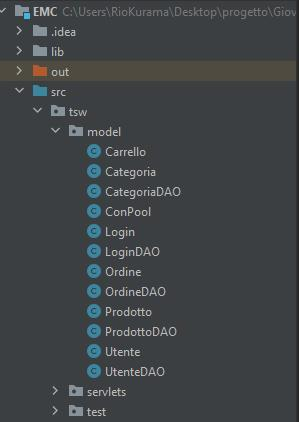 EMC C:\Users\RioKurama\Desktop\progetto\Giov
.idea
lib
out
src
tsw
model
Carrello
Categoria
CategoriaDAO
ConPool
Login
LoginDAO
Ordine
OrdineDAO
Prodotto
ProdottoDAO
Utente
UtenteDAO
servlets
test